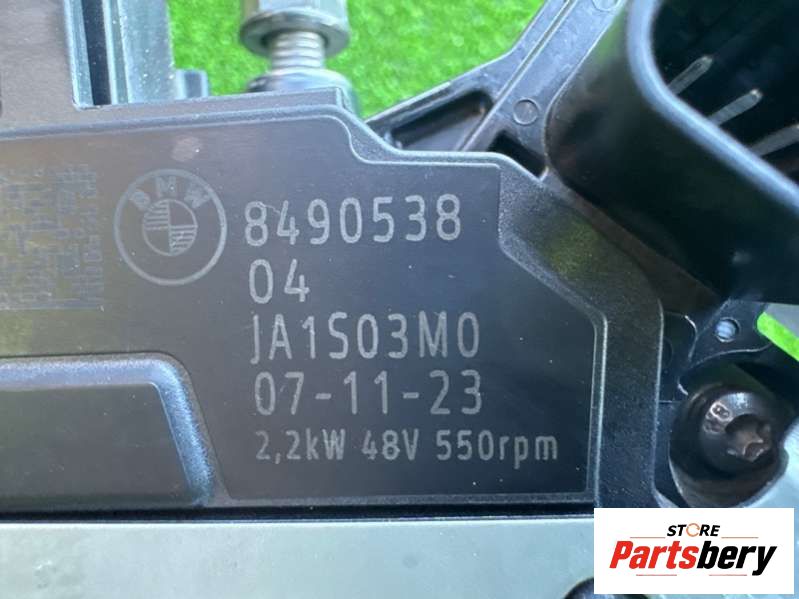 BMW
8490538
04
JA1S03M0
07-11-23
2,2kW 48V 550rpm
STORE
Partsbery